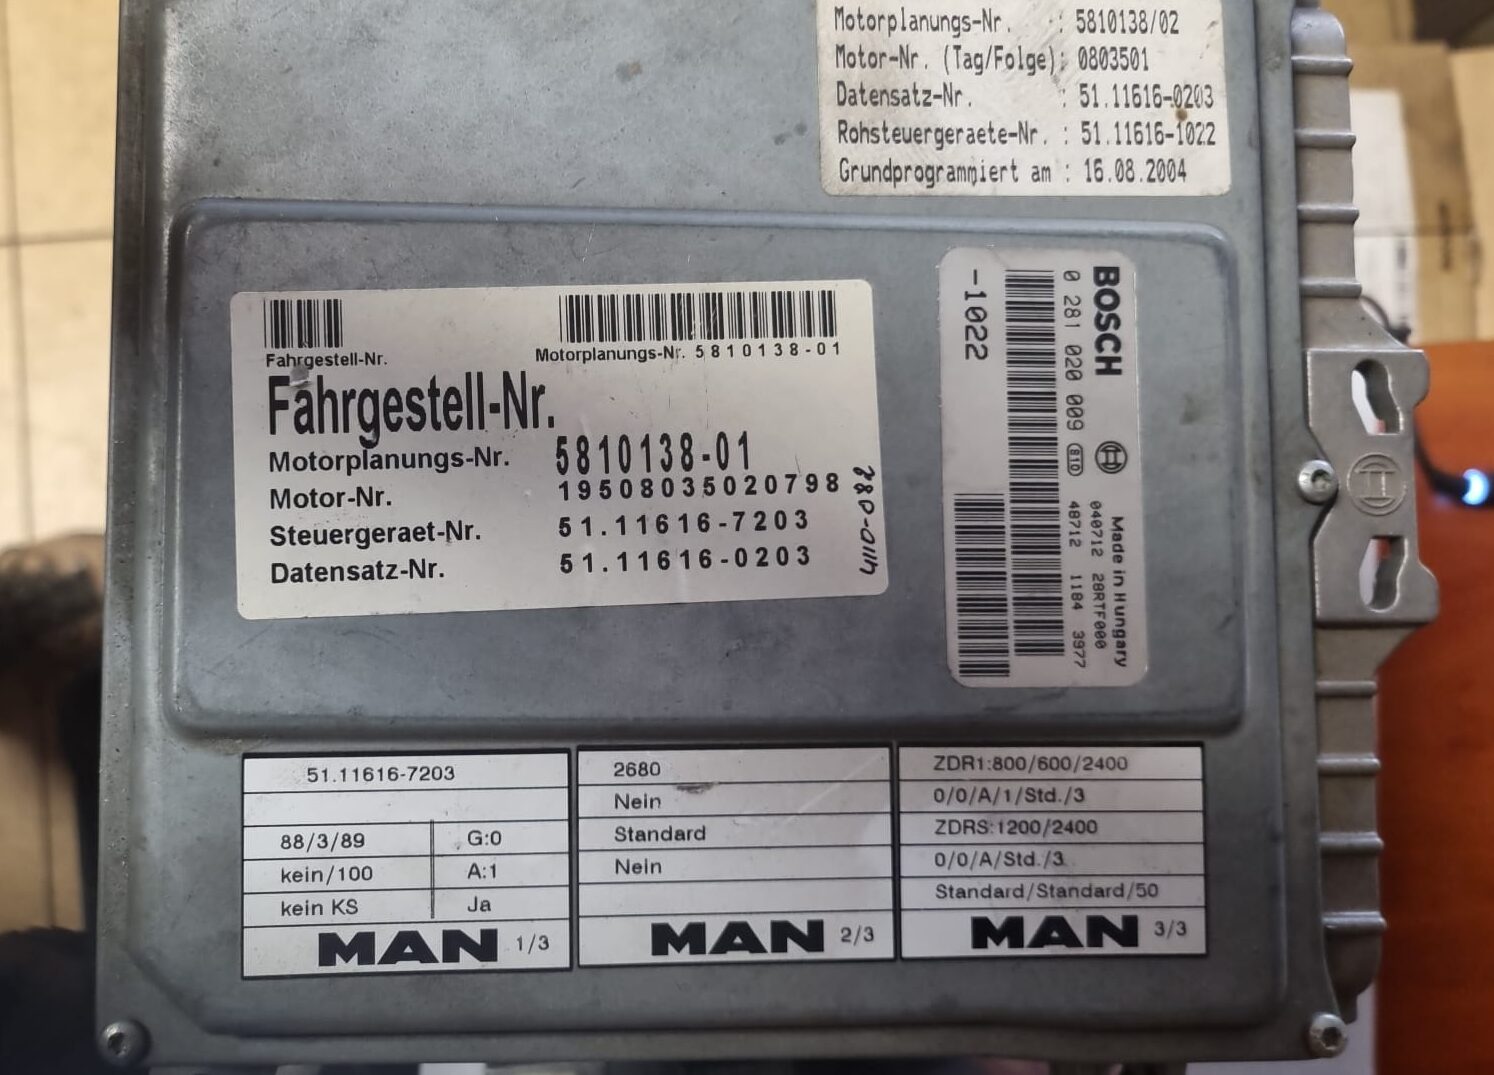 Motorplanungs-Nr. : 5810138/02
Motor-Nr. (Tag/Folge): 0803501
Datensatz-Nr. : 51.11616-0203
Rohsteuergeraete-Nr. : 51.11616-1022
Grundprogrammiert am : 16.08.2004
Fahrgestell-Nr.
Motorplanungs-Nr. 5810138-01
Fahrgestell-Nr.
Motorplanungs-Nr. 5810138-01
Motor-Nr. 19508035020798
Steuergeraet-Nr. 51.11616-7203
Datensatz-Nr. 51.11616-0203
BOSCH
0 281 020 009 810
-1022
Made in Hungary
040712 28RTF000
48712 1184 3977
51.11616-7203
88/3/89 G:0
kein/100 A:1
kein KS Ja
MAN 1/3
2680
Nein
Standard
Nein
MAN 2/3
ZDR1:800/600/2400
0/0/A/1/Std./3
ZDRS:1200/2400
0/0/A/Std./3
Standard/Standard/50
MAN 3/3